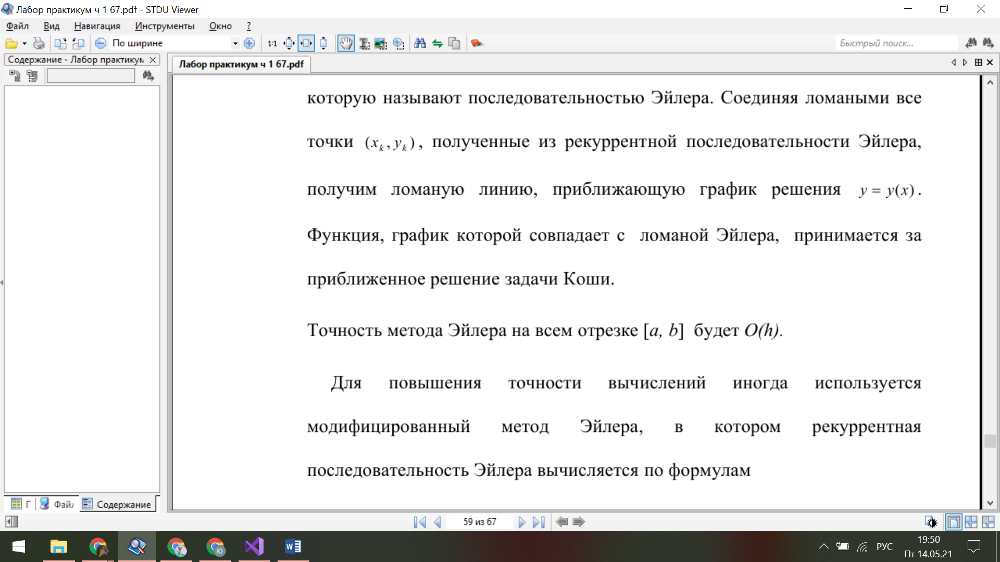 Лабор практикум ч 1 67.pdf - STDU Viewer
Файл Вид Навигация Инструменты Окно ?
По ширине 1:1 Быстрый поиск...
Содержание - Лабор практикум
Лабор практикум ч 1 67.pdf
которую называют последовательностью Эйлера. Соединяя ломаными все
точки (x_k, y_k), полученные из рекуррентной последовательности Эйлера,
получим ломаную линию, приближающую график решения y = y(x).
Функция, график которой совпадает с ломаной Эйлера, принимается за
приближенное решение задачи Коши.
Точность метода Эйлера на всем отрезке [a, b] будет O(h).
Для повышения точности вычислений иногда используется
модифицированный метод Эйлера, в котором рекуррентная
последовательность Эйлера вычисляется по формулам
Г Файл Содержание
59 из 67
19:50
РУС
Пт 14.05.21